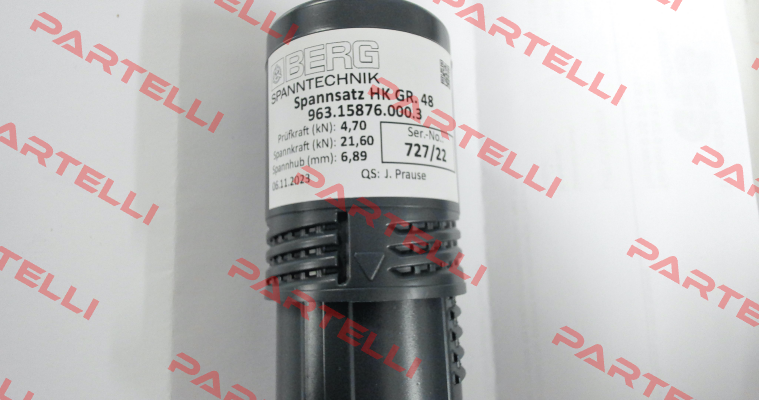 BERG
SPANNTECHNIK
Spannsatz HK GR. 48
963.15876.000.3
Prüfkraft (kN): 4,70
Spannkraft (kN): 21,60
Spannhub (mm): 6,89
Ser.-No.:
727/22
06.11.2023
QS: J. Prause
PARTELLI
PARTELLI
PARTELLI
PARTELLI
PARTELLI
PARTELLI
PARTELLI
PARTELLI
PARTELLI
PARTELLI
PARTELLI